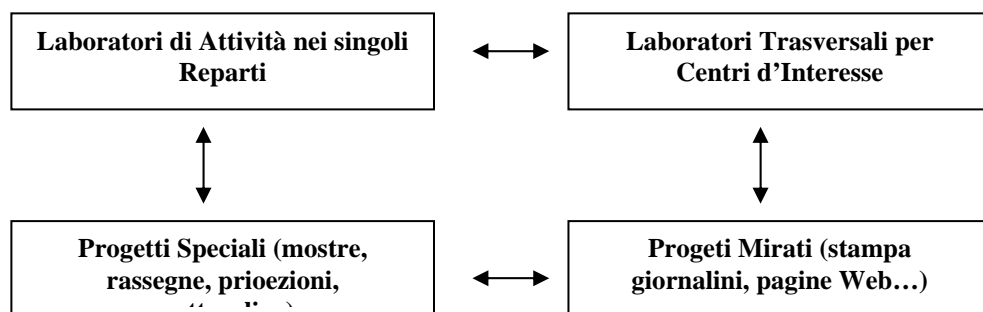 Laboratori di Attività nei singoli
Reparti
Laboratori Trasversali per
Centri d’Interesse
Progetti Speciali (mostre,
rassegne, prioezioni,
Progeti Mirati (stampa
giornalini, pagine Web…)